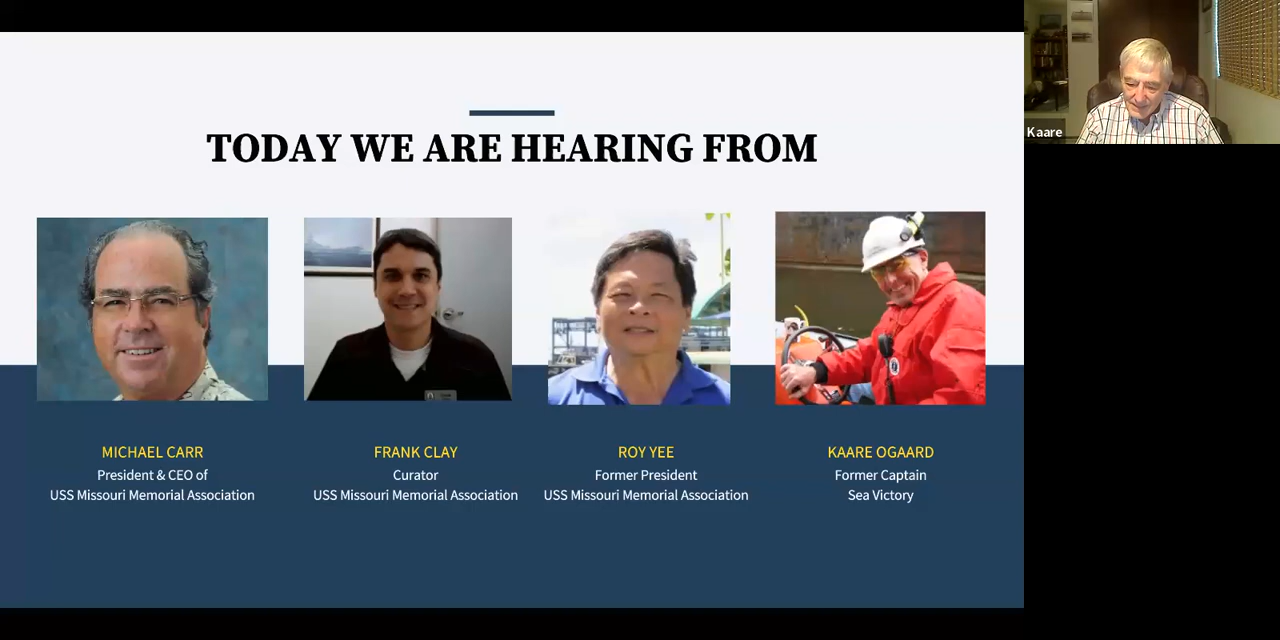 TODAY WE ARE HEARING FROM
Kaare
MICHAEL CARR
President & CEO of
USS Missouri Memorial Association
FRANK CLAY
Curator
USS Missouri Memorial Association
ROY YEE
Former President
USS Missouri Memorial Association
KAARE OGAARD
Former Captain
Sea Victory